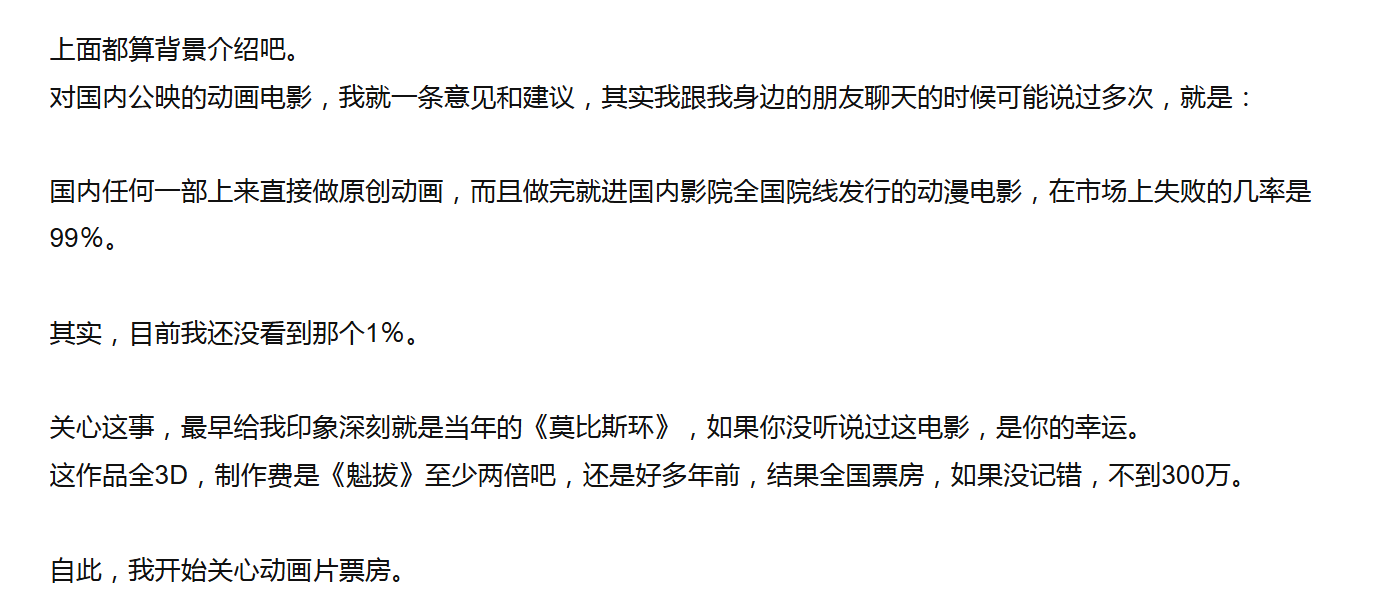 上面都算背景介绍吧。
对国内公映的动画电影，我就一条意见和建议，其实我跟我身边的朋友聊天的时候可能说过多次，就是：
国内任何一部上来直接做原创动画，而且做完就进国内影院全国院线发行的动漫电影，在市场上失败的几率是
99％。
其实，目前我还没看到那个1％。
关心这事，最早给我印象深刻就是当年的《莫比斯环》，如果你没听说过这电影，是你的幸运。
这作品全3D，制作费是《魁拔》至少两倍吧，还是好多年前，结果全国票房，如果没记错，不到300万。
自此，我开始关心动画片票房。